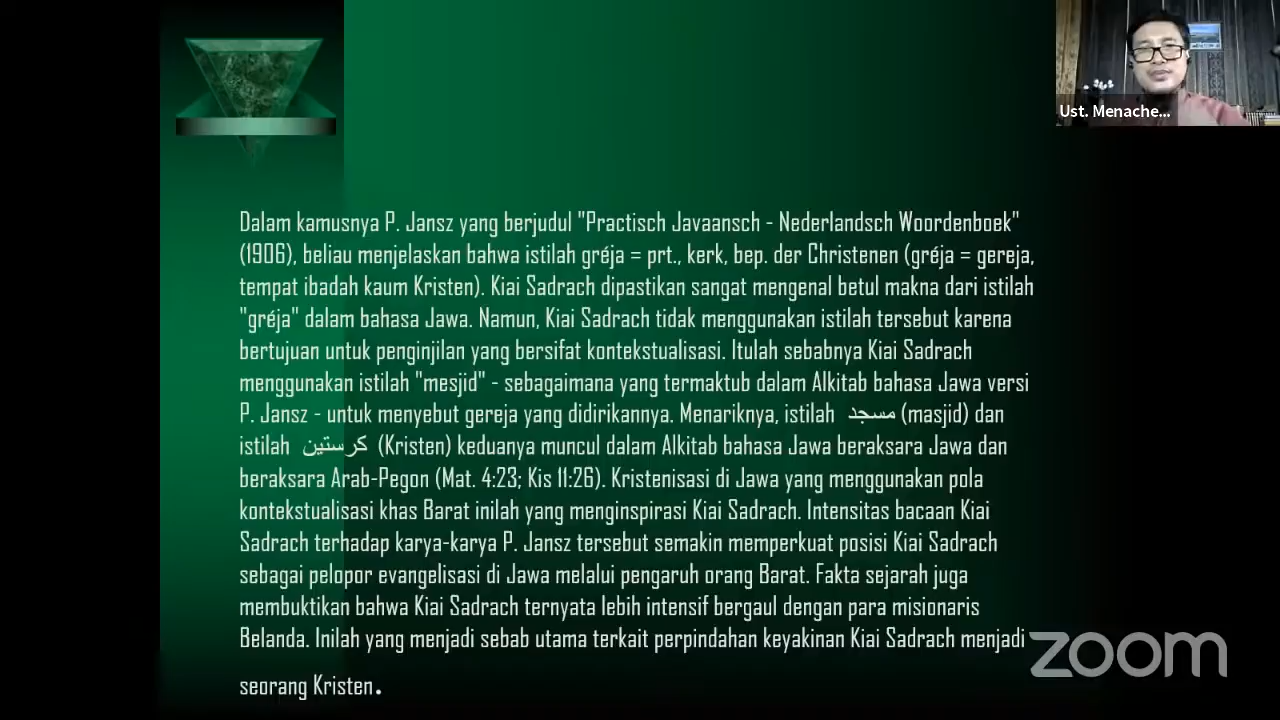 Ust. Menache...
Dalam kamusnya P. Jansz yang berjudul "Practisch Javaansch - Nederlandsch Woordenboek"
(1906), beliau menjelaskan bahwa istilah gréja = prt., kerk, bep. der Christenen (gréja = gereja,
tempat ibadah kaum Kristen). Kiai Sadrach dipastikan sangat mengenal betul makna dari istilah
"gréja" dalam bahasa Jawa. Namun, Kiai Sadrach tidak menggunakan istilah tersebut karena
bertujuan untuk penginjilan yang bersifat kontekstualisasi. Itulah sebabnya Kiai Sadrach
menggunakan istilah "mesjid" - sebagaimana yang termaktub dalam Alkitab bahasa Jawa versi
P. Jansz - untuk menyebut gereja yang didirikannya. Menariknya, istilah مسجد (masjid) dan
istilah كرستين (Kristen) keduanya muncul dalam Alkitab bahasa Jawa beraksara Jawa dan
beraksara Arab-Pegon (Mat. 4:23; Kis 11:26). Kristenisasi di Jawa yang menggunakan pola
kontekstualisasi khas Barat inilah yang menginspirasi Kiai Sadrach. Intensitas bacaan Kiai
Sadrach terhadap karya-karya P. Jansz tersebut semakin memperkuat posisi Kiai Sadrach
sebagai pelopor evangelisasi di Jawa melalui pengaruh orang Barat. Fakta sejarah juga
membuktikan bahwa Kiai Sadrach ternyata lebih intensif bergaul dengan para misionaris
Belanda. Inilah yang menjadi sebab utama terkait perpindahan keyakinan Kiai Sadrach menjadi
seorang Kristen.
zoom